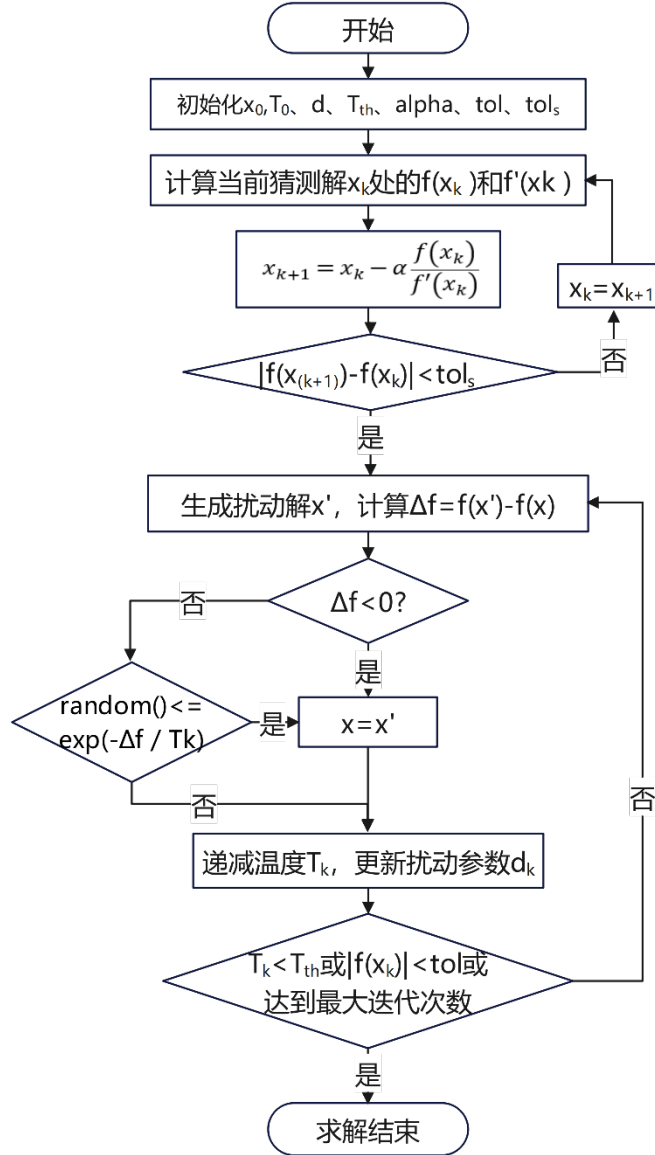 开始
初始化x₀,T₀、d、Tₜₕ、alpha、tol、tolₛ
计算当前猜测解xₖ处的f(xₖ)和f'(xk)
xₖ₊₁ = xₖ − α f(xₖ)/f'(xₖ)
xₖ=xₖ₊₁
|f(x₍ₖ₊₁₎)-f(xₖ)|<tolₛ
否
是
生成扰动解x'，计算Δf=f(x')-f(x)
Δf<0?
否
是
random()<=
exp(-Δf / Tk)
是
x=x'
否
否
递减温度Tₖ，更新扰动参数dₖ
Tₖ<Tₜₕ或|f(xₖ)|<tol或
达到最大迭代次数
是
求解结束